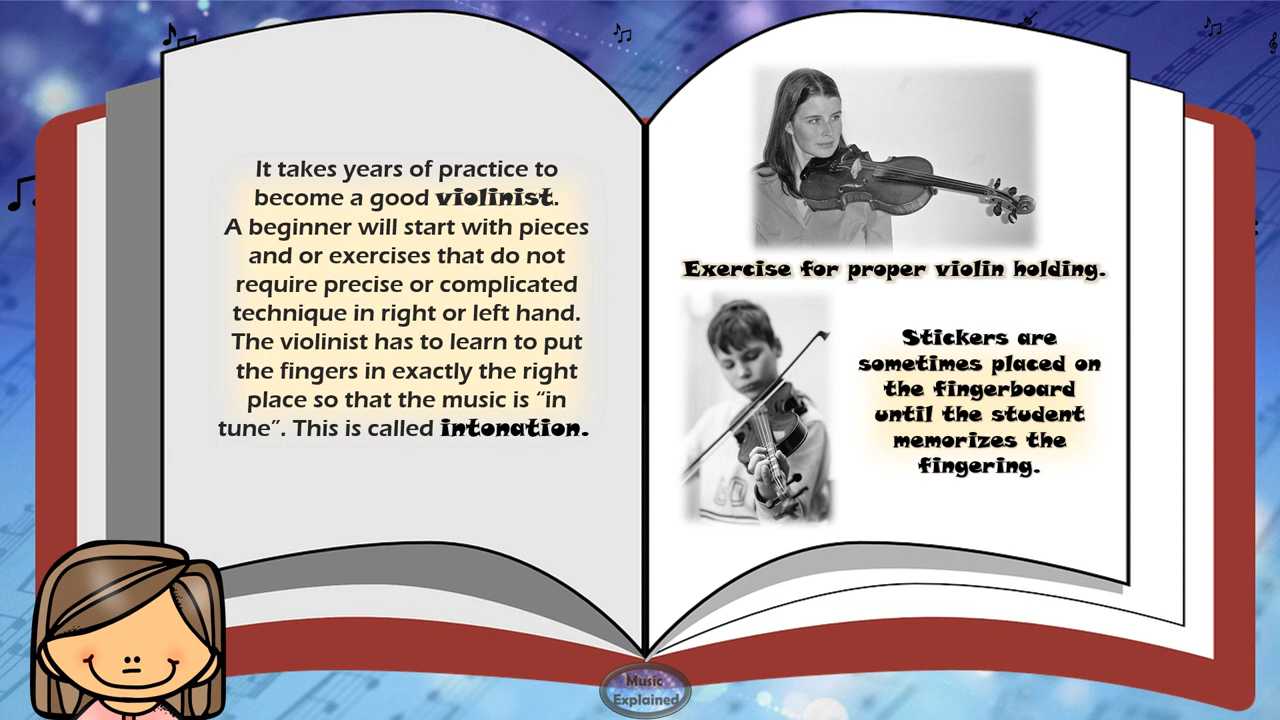 It takes years of practice to
become a good violinist.
A beginner will start with pieces
and or exercises that do not
require precise or complicated
technique in right or left hand.
The violinist has to learn to put
the fingers in exactly the right
place so that the music is “in
tune”. This is called intonation.
Exercise for proper violin holding.
Stickers are
sometimes placed on
the fingerboard
until the student
memorizes the
fingering.
Music
Explained